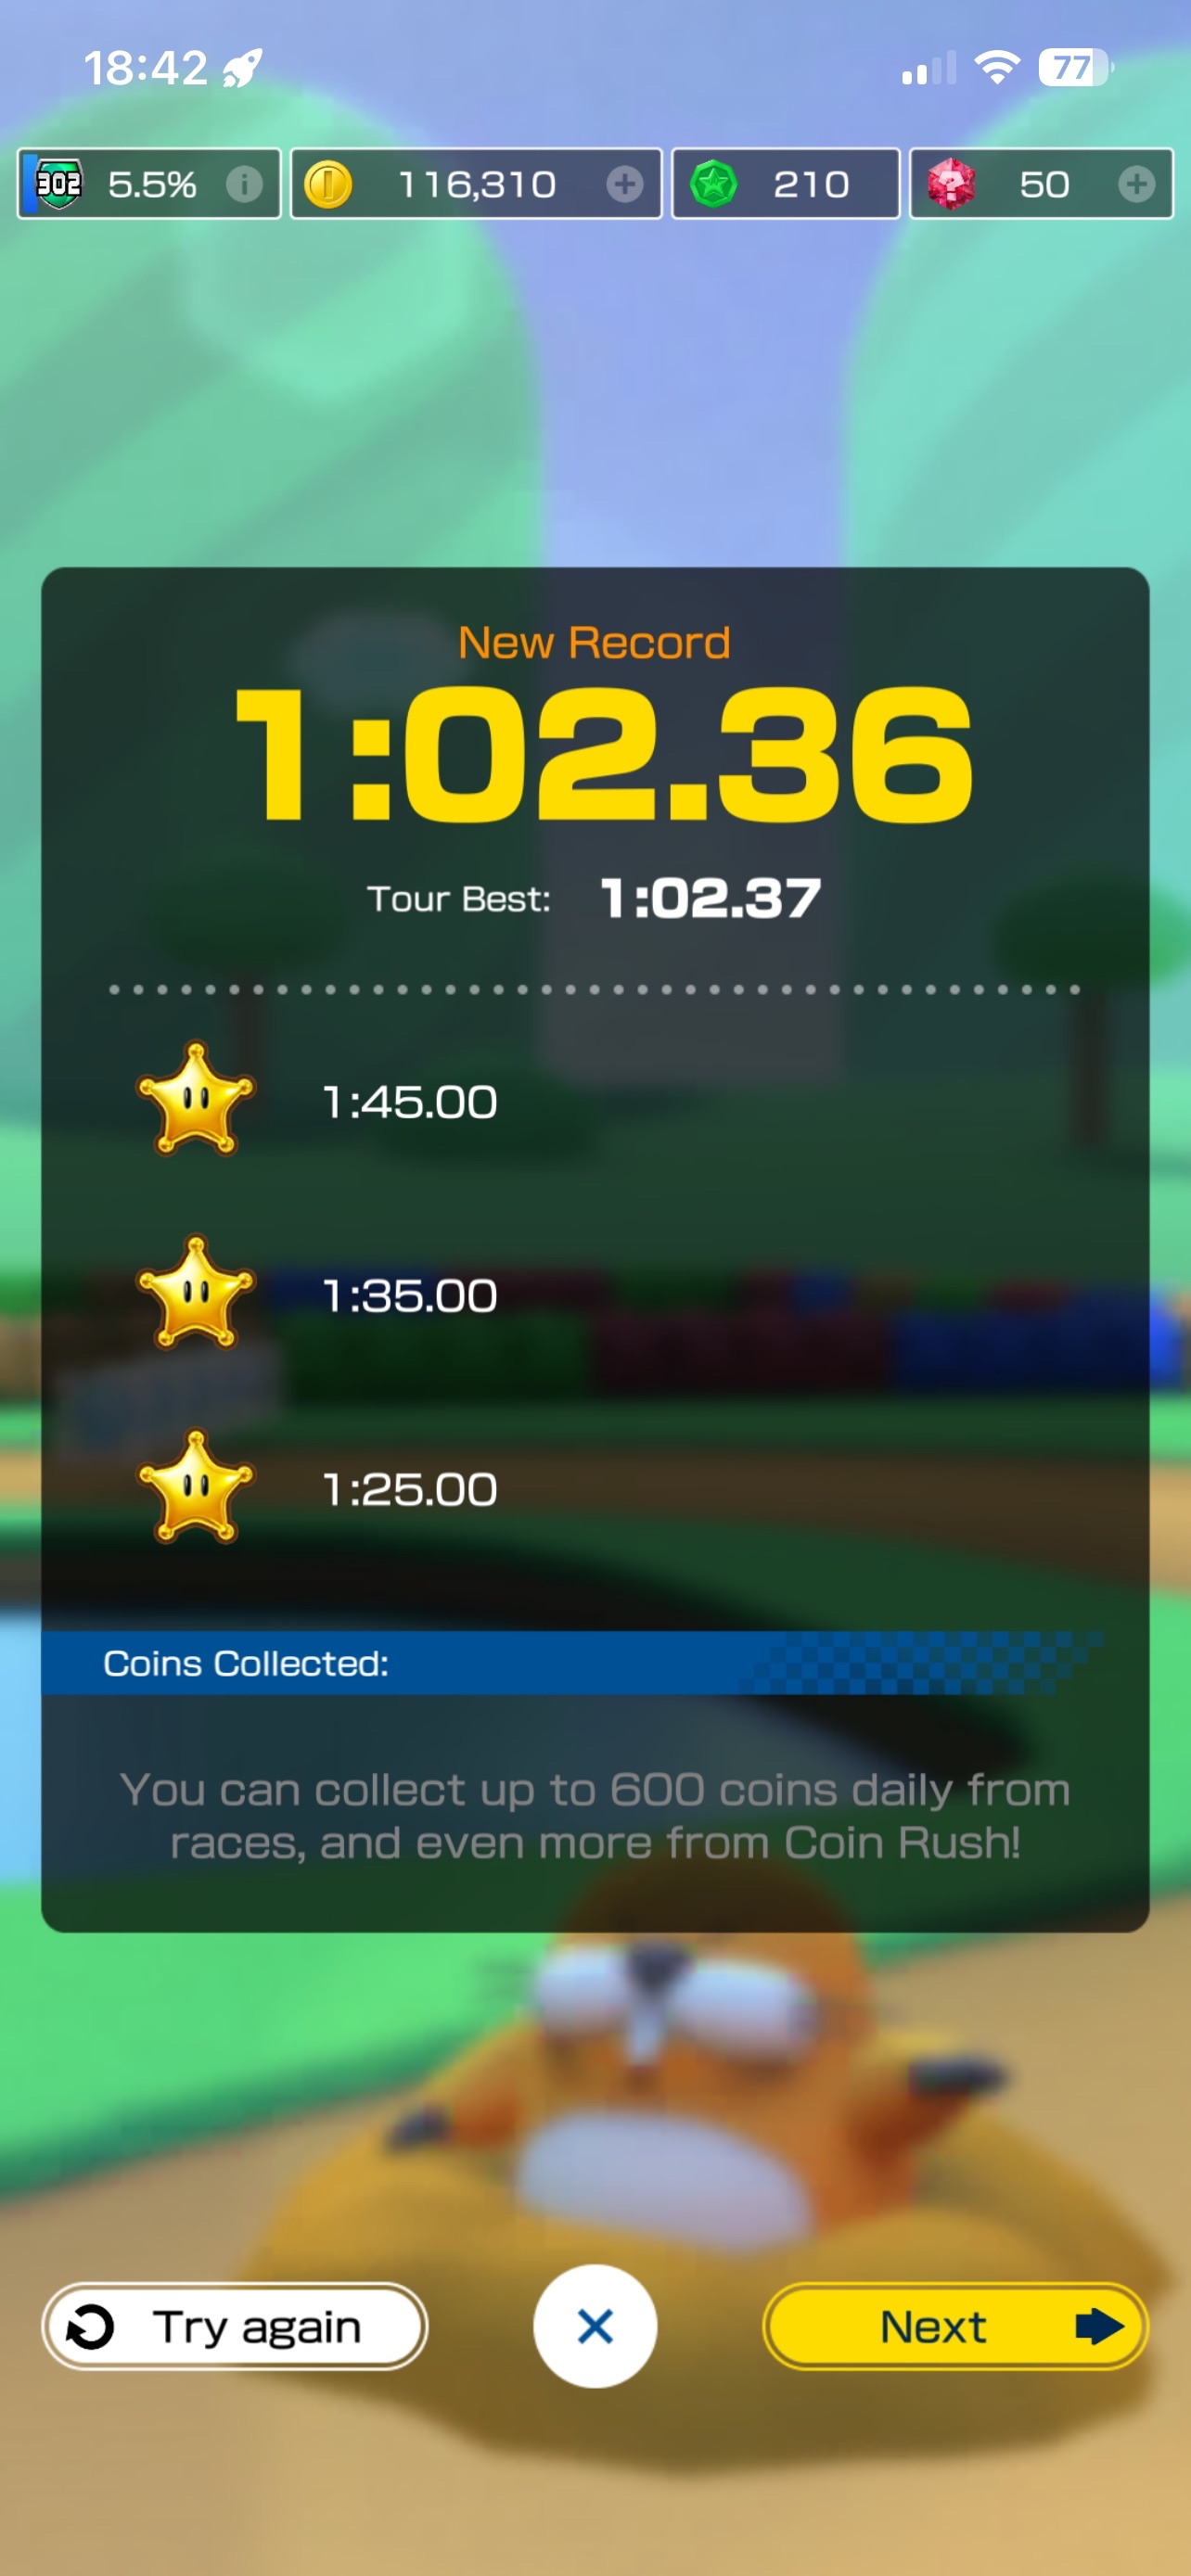 18:42
77
302 5.5% i 116,310 + 210 ? 50 +
New Record
1:02.36
Tour Best: 1:02.37
1:45.00
1:35.00
1:25.00
Coins Collected:
You can collect up to 600 coins daily from
races, and even more from Coin Rush!
Try again
Next